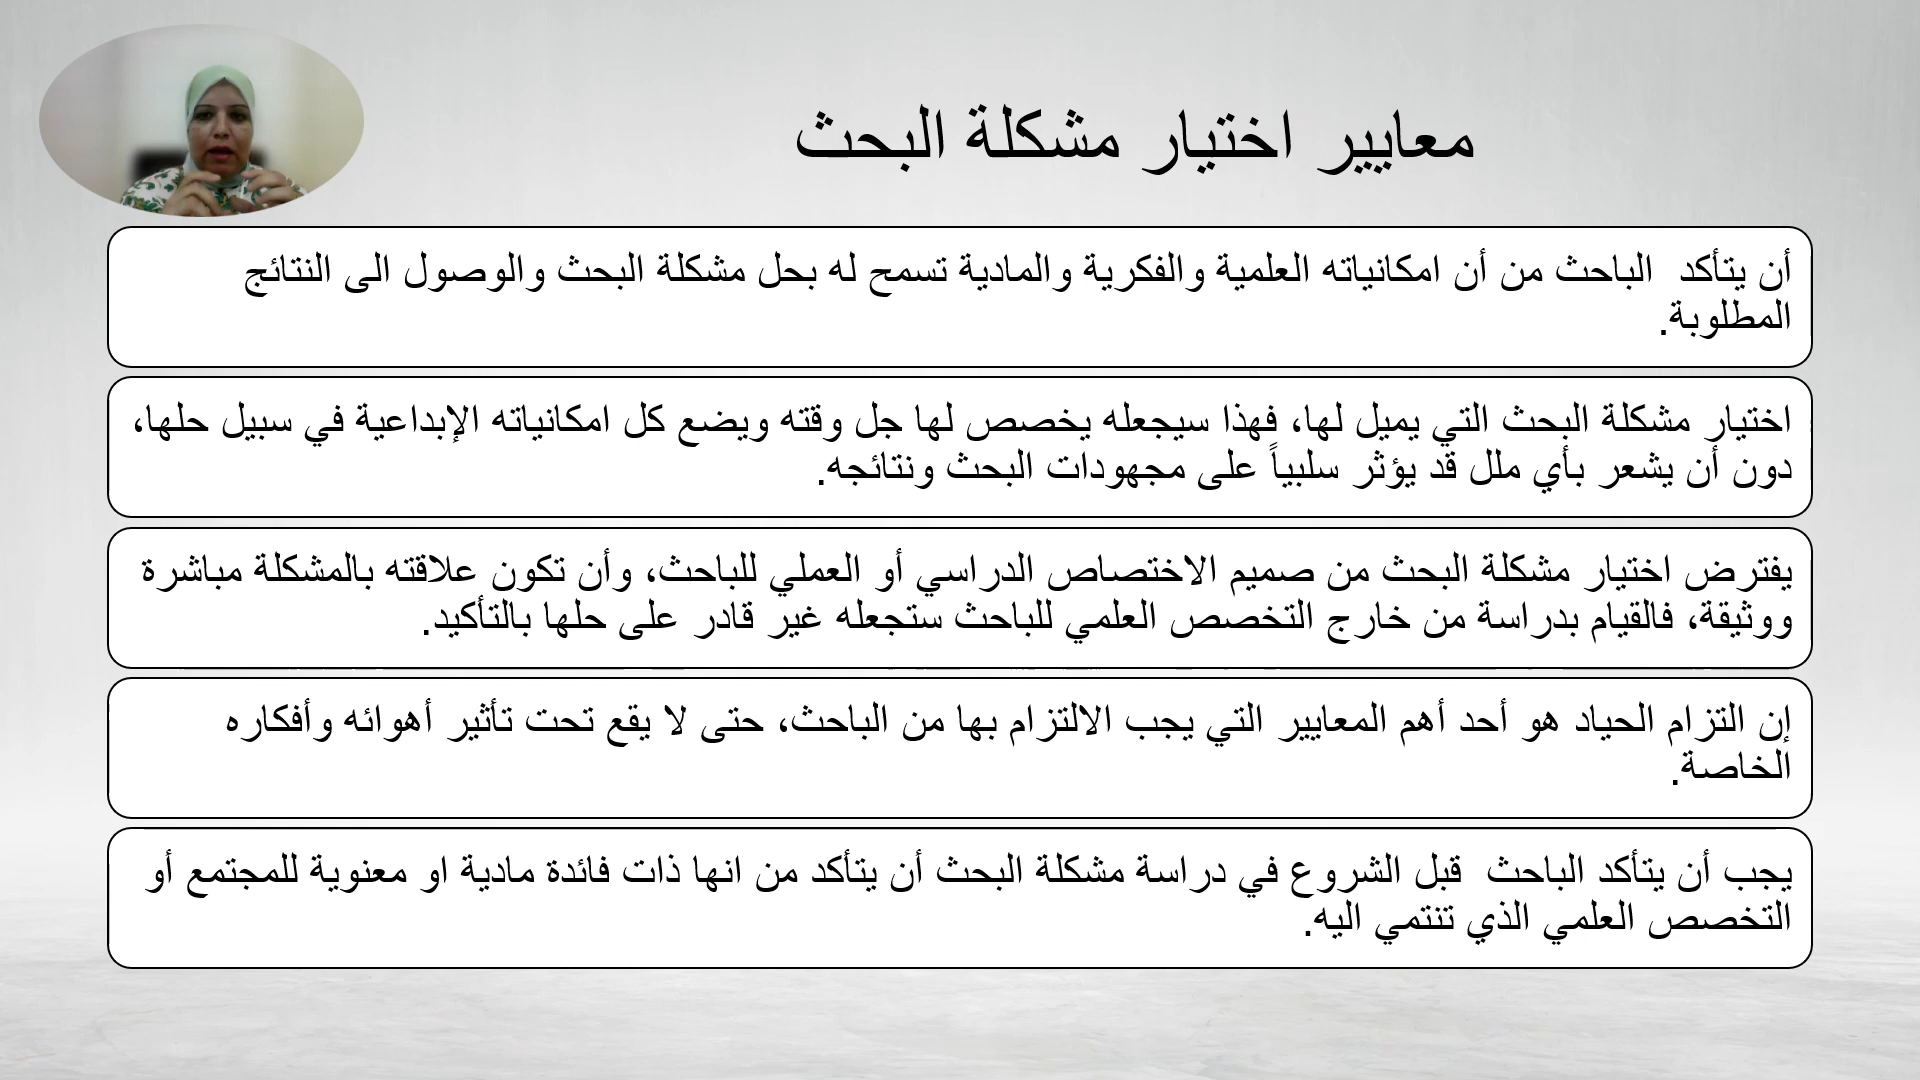 معايير اختيار مشكلة البحث
أن يتأكد الباحث من أن امكانياته العلمية والفكرية والمادية تسمح له بحل مشكلة البحث والوصول الى النتائج
المطلوبة.
اختيار مشكلة البحث التي يميل لها، فهذا سيجعله يخصص لها جل وقته ويضع كل امكانياته الإبداعية في سبيل حلها،
دون أن يشعر بأي ملل قد يؤثر سلبياً على مجهودات البحث ونتائجه.
يفترض اختيار مشكلة البحث من صميم الاختصاص الدراسي أو العملي للباحث، وأن تكون علاقته بالمشكلة مباشرة
ووثيقة، فالقيام بدراسة من خارج التخصص العلمي للباحث ستجعله غير قادر على حلها بالتأكيد.
إن التزام الحياد هو أحد أهم المعايير التي يجب الالتزام بها من الباحث، حتى لا يقع تحت تأثير أهوائه وأفكاره
الخاصة.
يجب أن يتأكد الباحث قبل الشروع في دراسة مشكلة البحث أن يتأكد من انها ذات فائدة مادية او معنوية للمجتمع أو
التخصص العلمي الذي تنتمي اليه.